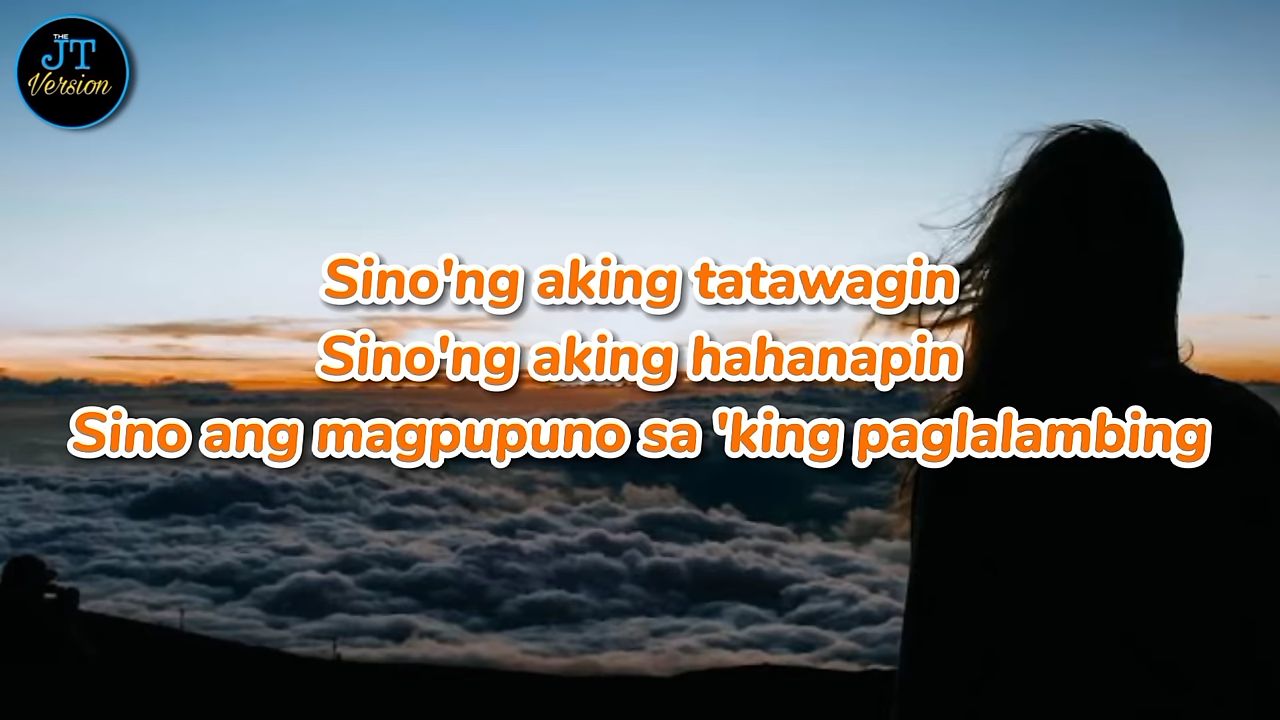 THE
JT
Version
Sino'ng aking tatawagin
Sino'ng aking hahanapin
Sino ang magpupuno sa 'king paglalambing